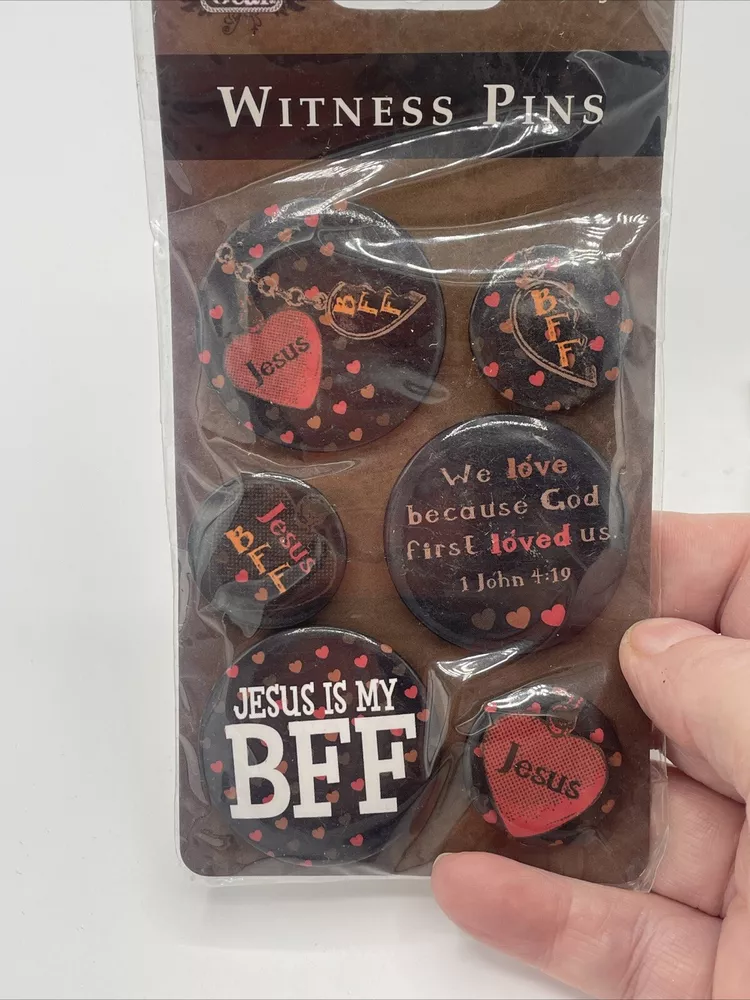 WITNESS PINS
Jesus
BFF
BFF
Jesus
BFF
We love
because God
first loved us.
1 John 4:19
JESUS IS MY
BFF
Jesus